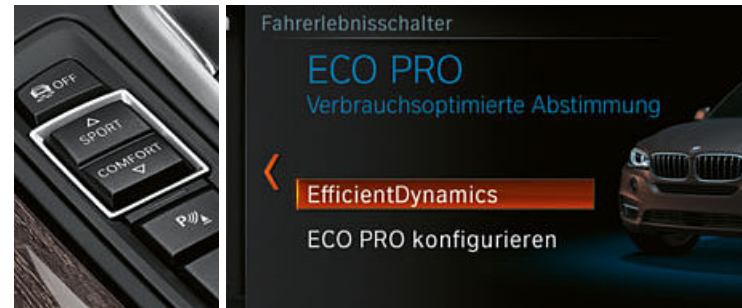 OFF
SPORT
COMFORT
P
Fahrerlebnisschalter
ECO PRO
Verbrauchsoptimierte Abstimmung
EfficientDynamics
ECO PRO konfigurieren